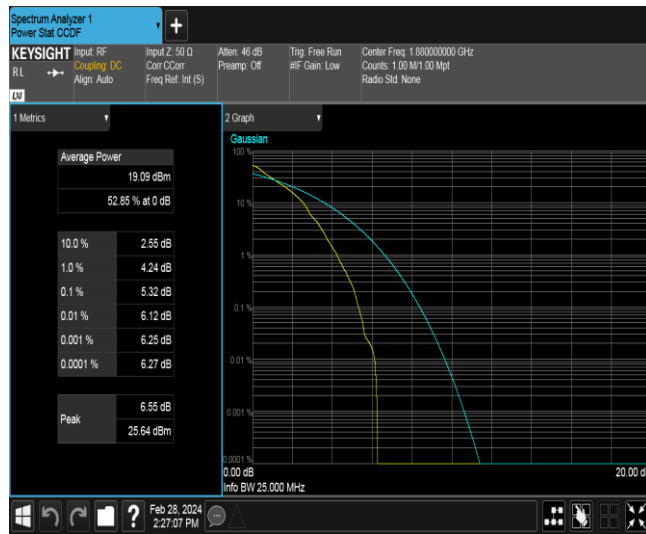 Spectrum Analyzer 1
Power Stat CCDF
+
KEYSIGHT
RL
LXI
Input: RF
Coupling: DC
Align: Auto
Input Z: 50 Ω
Corr CCorr
Freq Ref: Int (S)
Atten: 46 dB
Preamp: Off
Trig: Free Run
#IF Gain: Low
Center Freq: 1.880000000 GHz
Counts: 1.00 M/1.00 Mpt
Radio Std: None
1 Metrics
Average Power
19.09 dBm
52.85 % at 0 dB
10.0 % 2.55 dB
1.0 % 4.24 dB
0.1 % 5.32 dB
0.01 % 6.12 dB
0.001 % 6.25 dB
0.0001 % 6.27 dB
Peak
6.55 dB
25.64 dBm
2 Graph
Gaussian
100 %
10 %
1 %
0.1 %
0.01 %
0.001 %
0.0001 %
0.00 dB
20.00 d
Info BW 25.000 MHz
?
Feb 28, 2024
2:27:07 PM